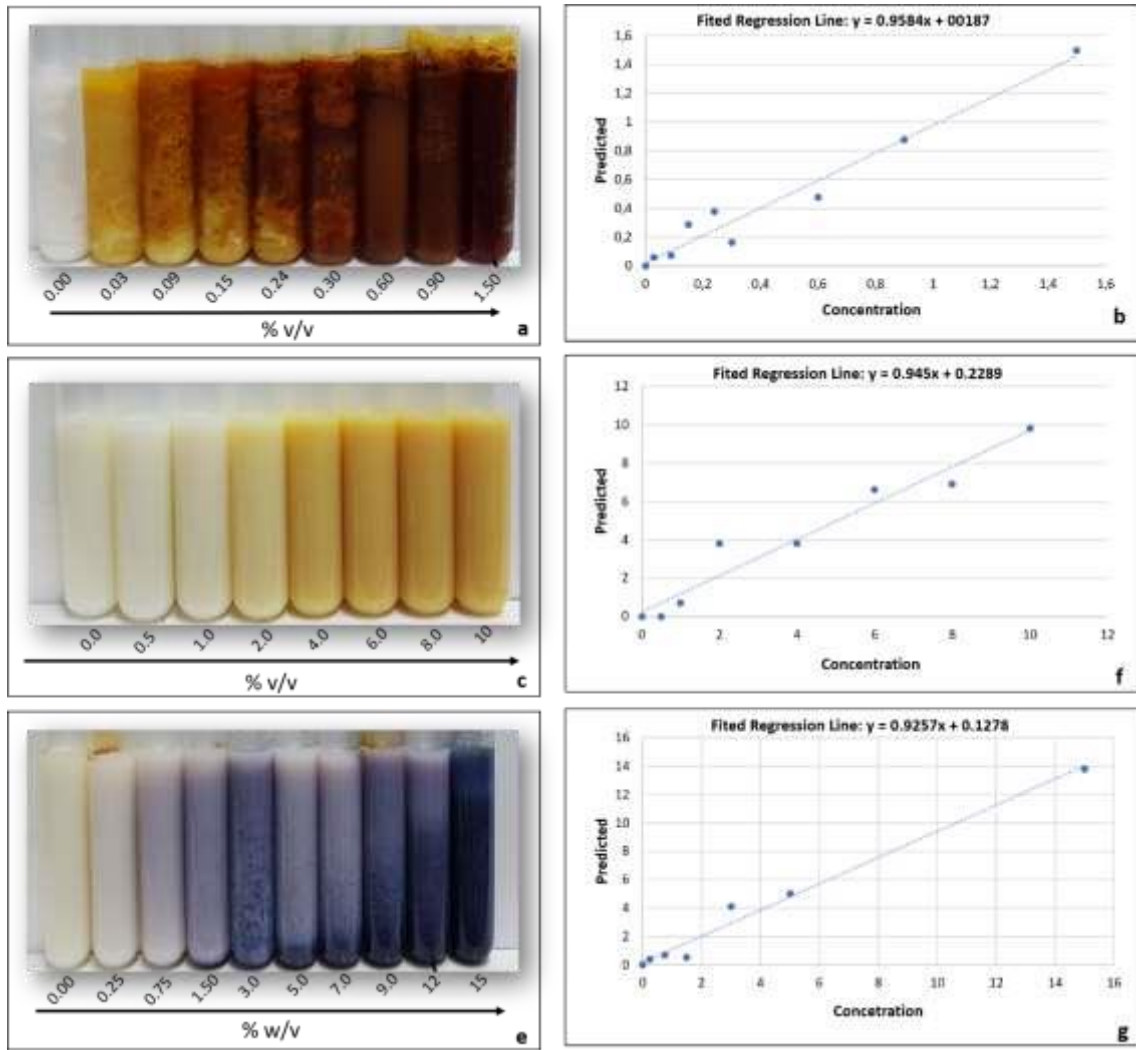 0.00 0.03 0.09 0.15 0.24 0.30 0.60 0.90 1.50
% v/v
a
Fited Regression Line: y = 0.9584x + 00187
1,6
1,4
1,2
1
0,8
0,6
0,4
0,2
0
0 0,2 0,4 0,6 0,8 1 1,2 1,4 1,6
Predicted
Concentration
b
0.0 0.5 1.0 2.0 4.0 6.0 8.0 10
% v/v
c
Fited Regression Line: y = 0.945x + 0.2289
12
10
8
6
4
2
0
0 2 4 6 8 10 12
Predicted
Concentration
f
0.00 0.25 0.75 1.50 3.0 5.0 7.0 9.0 12 15
% w/v
e
Fited Regression Line: y = 0.9257x + 0.1278
16
14
12
10
8
6
4
2
0
0 2 4 6 8 10 12 14 16
Predicted
Concetration
g